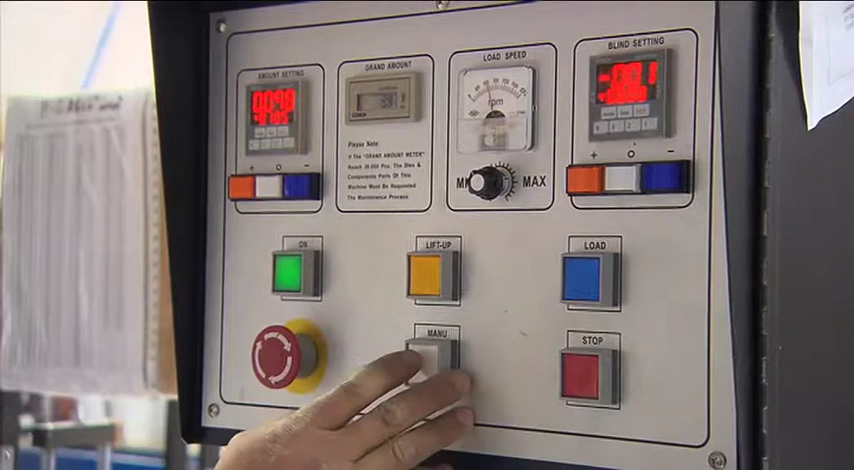 AMOUNT SETTING
GRAND AMOUNT
LOAD SPEED
BLIND SETTING
0090
rpm
Please Note:
If the "GRAND AMOUNT METER"
Reach 30.000 Pcs. The Dies &
Components Parts Of This
Machine Must Be Requested
The Maintenance Process.
MAX
+ O −
+ O −
ON
LIFT-UP
LOAD
MANU
STOP